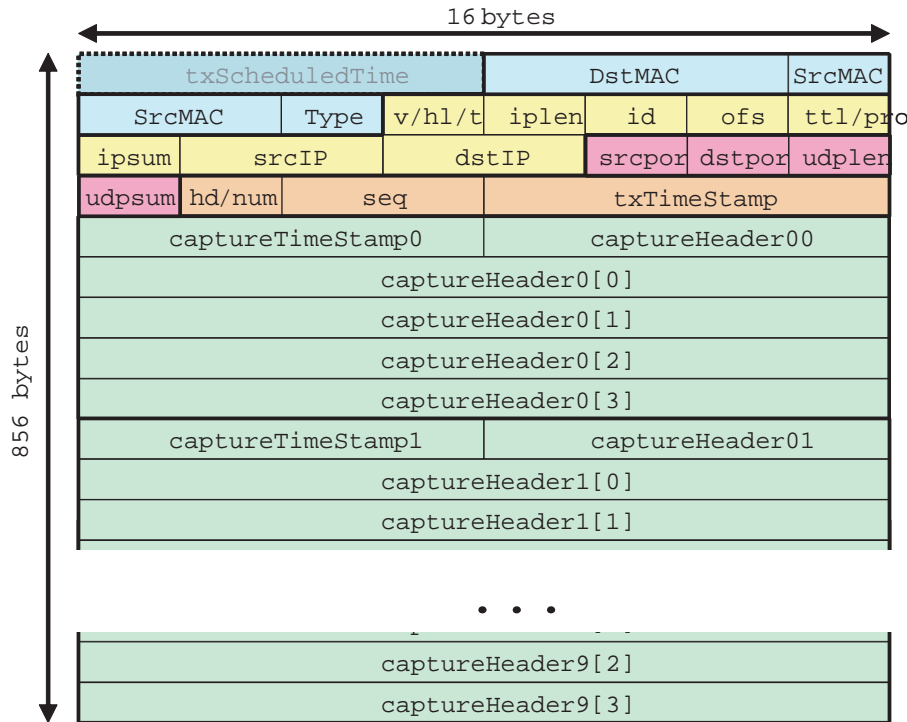 16 bytes
txScheduledTime DstMAC SrcMAC
SrcMAC Type v/hl/t iplen id ofs ttl/pro
ipsum srcIP dstIP srcpor dstpor udplen
udpsum hd/num seq txTimeStamp
captureTimeStamp0 captureHeader00
captureHeader0[0]
captureHeader0[1]
captureHeader0[2]
captureHeader0[3]
captureTimeStamp1 captureHeader01
captureHeader1[0]
captureHeader1[1]
. . .
captureHeader9[2]
captureHeader9[3]
856 bytes